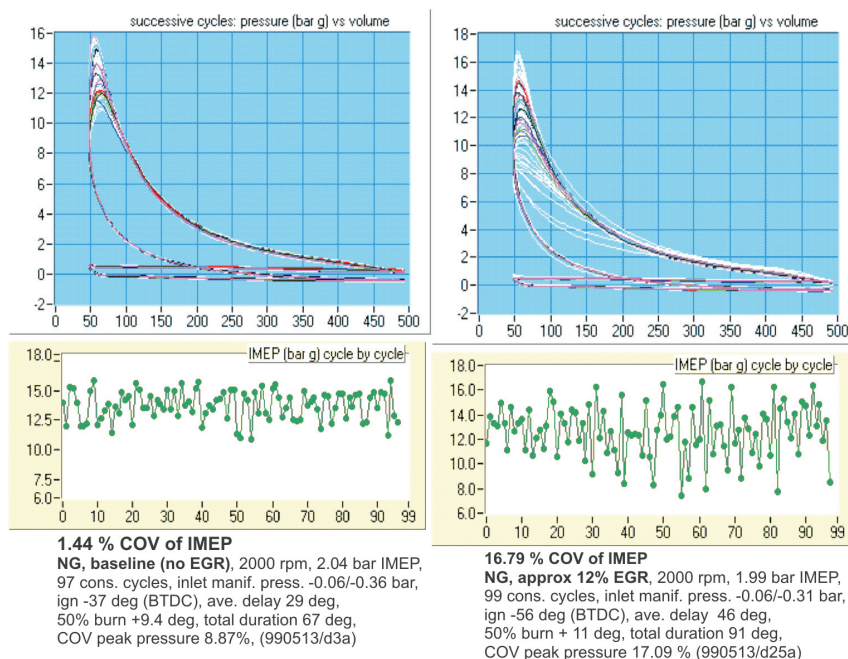 successive cycles: pressure (bar g) vs volume
16
14
12
10
8
6
4
2
0
-2
0 50 100 150 200 250 300 350 400 450 500
IMEP (bar g) cycle by cycle
18.0
15.0
12.5
10.0
7.5
6.0
0 10 20 30 40 50 60 70 80 90 99
1.44 % COV of IMEP
NG, baseline (no EGR), 2000 rpm, 2.04 bar IMEP,
97 cons. cycles, inlet manif. press. -0.06/-0.36 bar,
ign -37 deg (BTDC), ave. delay 29 deg,
50% burn +9.4 deg, total duration 67 deg,
COV peak pressure 8.87%, (990513/d3a)
successive cycles: pressure (bar g) vs volume
18
16
14
12
10
8
6
4
2
0
-2
0 50 100 150 200 250 300 350 400 450 500
IMEP (bar g) cycle by cycle
18.0
16.0
14.0
12.0
10.0
8.0
6.0
0 10 20 30 40 50 60 70 80 90 99
16.79 % COV of IMEP
NG, approx 12% EGR, 2000 rpm, 1.99 bar IMEP,
99 cons. cycles, inlet manif. press. -0.06/-0.31 bar,
ign -56 deg (BTDC), ave. delay 46 deg,
50% burn + 11 deg, total duration 91 deg,
COV peak pressure 17.09 % (990513/d25a)